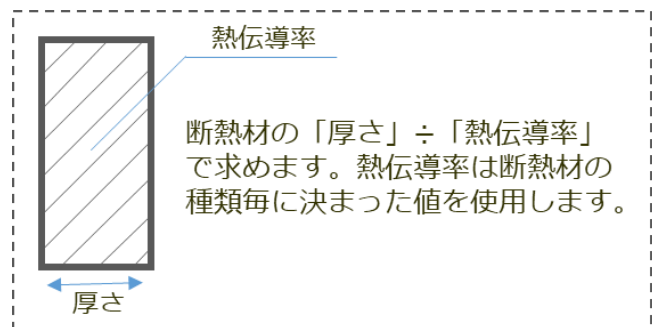 熱伝導率
断熱材の「厚さ」÷「熱伝導率」
で求めます。熱伝導率は断熱材の
種類毎に決まった値を使用します。
厚さ